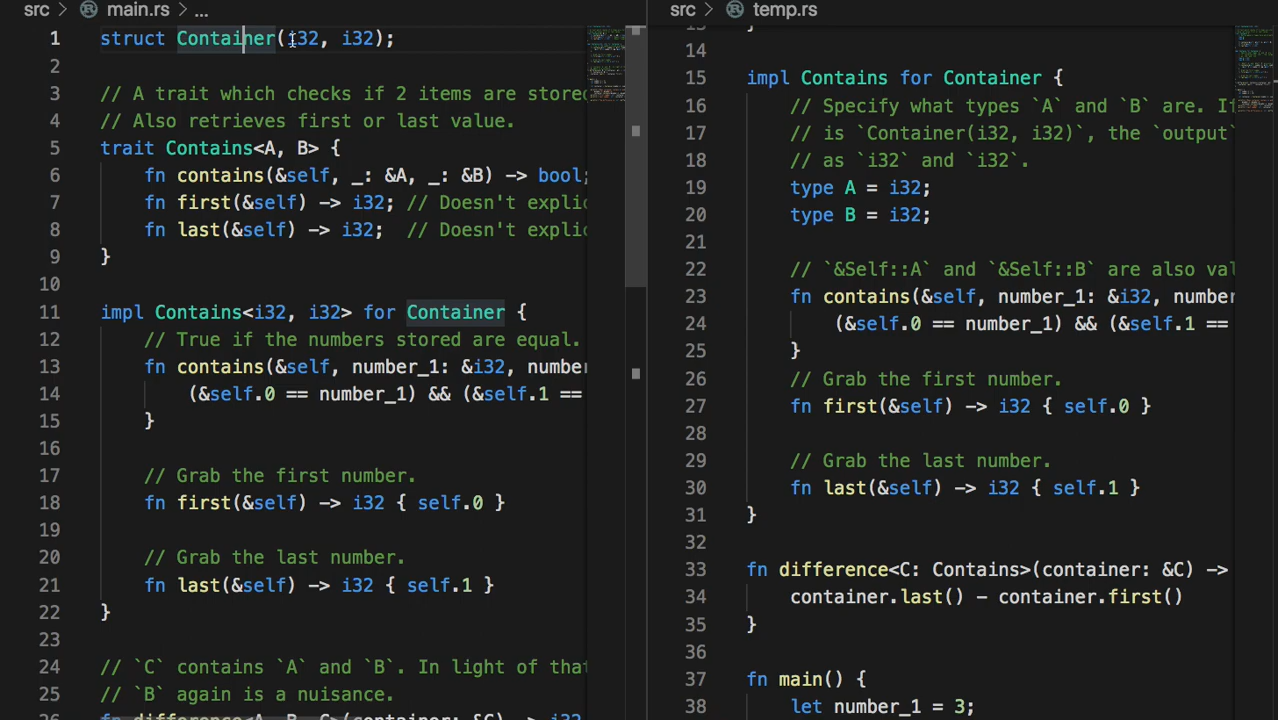 src > main.rs > ...
1 struct Container(i32, i32);
2
3 // A trait which checks if 2 items are stored
4 // Also retrieves first or last value.
5 trait Contains<A, B> {
6 fn contains(&self, _: &A, _: &B) -> bool;
7 fn first(&self) -> i32; // Doesn't explic
8 fn last(&self) -> i32; // Doesn't explic
9 }
10
11 impl Contains<i32, i32> for Container {
12 // True if the numbers stored are equal.
13 fn contains(&self, number_1: &i32, numbe
14 (&self.0 == number_1) && (&self.1 ==
15 }
16
17 // Grab the first number.
18 fn first(&self) -> i32 { self.0 }
19
20 // Grab the last number.
21 fn last(&self) -> i32 { self.1 }
22 }
23
24 // `C` contains `A` and `B`. In light of that
25 // `B` again is a nuisance.
26 fn difference<A, B, C>(container: &C) -> i32
src > temp.rs
13 }
14
15 impl Contains for Container {
16 // Specify what types `A` and `B` are. If
17 // is `Container(i32, i32)`, the `output`
18 // as `i32` and `i32`.
19 type A = i32;
20 type B = i32;
21
22 // `&Self::A` and `&Self::B` are also val
23 fn contains(&self, number_1: &i32, number
24 (&self.0 == number_1) && (&self.1 ==
25 }
26 // Grab the first number.
27 fn first(&self) -> i32 { self.0 }
28
29 // Grab the last number.
30 fn last(&self) -> i32 { self.1 }
31 }
32
33 fn difference<C: Contains>(container: &C) ->
34 container.last() - container.first()
35 }
36
37 fn main() {
38 let number_1 = 3;